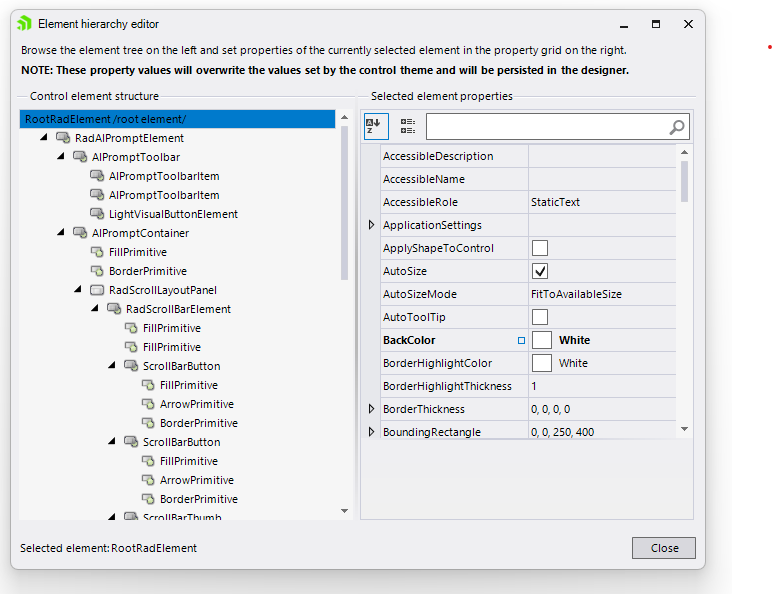 Element hierarchy editor
Browse the element tree on the left and set properties of the currently selected element in the property grid on the right.
NOTE: These property values will overwrite the values set by the control theme and will be persisted in the designer.
Control element structure
RootRadElement /root element/
RadAIPromptElement
AIPromptToolbar
AIPromptToolbarItem
AIPromptToolbarItem
LightVisualButtonElement
AIPromptContainer
FillPrimitive
BorderPrimitive
RadScrollLayoutPanel
RadScrollBarElement
FillPrimitive
FillPrimitive
ScrollBarButton
FillPrimitive
ArrowPrimitive
BorderPrimitive
ScrollBarButton
FillPrimitive
ArrowPrimitive
BorderPrimitive
ScrollBarThumb
Selected element properties
A Z
AccessibleDescription
AccessibleName
AccessibleRole StaticText
ApplicationSettings
ApplyShapeToControl
AutoSize
AutoSizeMode FitToAvailableSize
AutoToolTip
BackColor White
BorderHighlightColor White
BorderHighlightThickness 1
BorderThickness 0, 0, 0, 0
BoundingRectangle 0, 0, 250, 400
Selected element:RootRadElement
Close